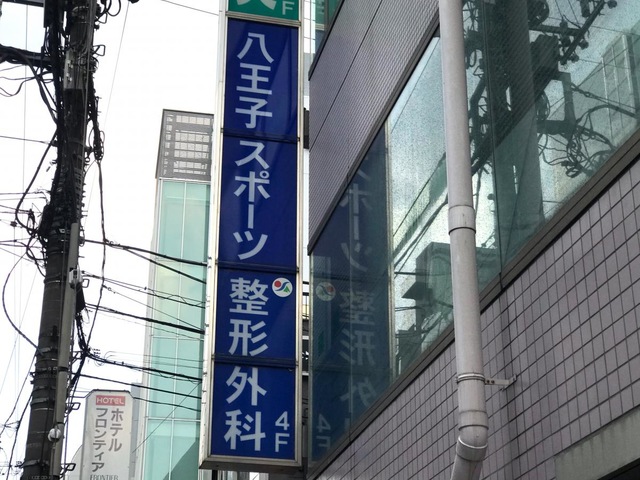 F
八王子
スポーツ
整形
外科
4F
HOTEL
ホテル
フロンティア
FRONTIER